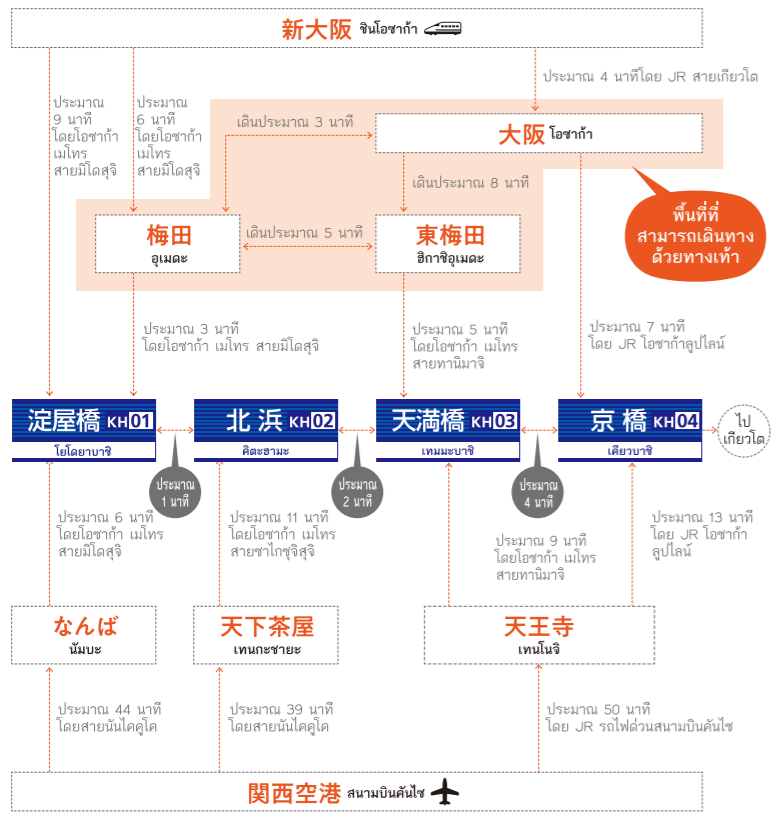 新大阪 ชินโอซาก้า
ประมาณ 4 นาทีโดย JR สายเกียวโต
ประมาณ
9 นาที
โดยโอซาก้า
เมโทร
สายมิโดสุจิ
ประมาณ
6 นาที
โดยโอซาก้า
เมโทร
สายมิโดสุจิ
เดินประมาณ 3 นาที
大阪 โอซาก้า
เดินประมาณ 8 นาที
พื้นที่ที่
สามารถเดินทาง
ด้วยทางเท้า
梅田
อุเมดะ
เดินประมาณ 5 นาที
東梅田
ฮิกาชิอุเมดะ
ประมาณ 3 นาที
โดยโอซาก้า เมโทร สายมิโดสุจิ
ประมาณ 5 นาที
โดยโอซาก้า เมโทร
สายทานิมาจิ
ประมาณ 7 นาที
โดย JR โอซาก้าลูปไลน์
淀屋橋 KH01
โยโดยาบาชิ
北浜 KH02
คิตะฮามะ
天満橋 KH03
เทมมะบาชิ
京橋 KH04
เคียวบาชิ
ไป
เกียวโต
ประมาณ
1 นาที
ประมาณ
2 นาที
ประมาณ
4 นาที
ประมาณ 6 นาที
โดยโอซาก้า เมโทร
สายมิโดสุจิ
ประมาณ 11 นาที
โดยโอซาก้า เมโทร
สายซาไกซุจิสุจิ
ประมาณ 9 นาที
โดยโอซาก้า เมโทร
สายทานิมาจิ
ประมาณ 13 นาที
โดย JR โอซาก้า
ลูปไลน์
なんば
นัมบะ
天下茶屋
เทนกะชายะ
天王寺
เทนโนจิ
ประมาณ 44 นาที
โดยสายนันไคคูโค
ประมาณ 39 นาที
โดยสายนันไคคูโค
ประมาณ 50 นาที
โดย JR รถไฟด่วนสนามบินคันไซ
関西空港 สนามบินคันไซ